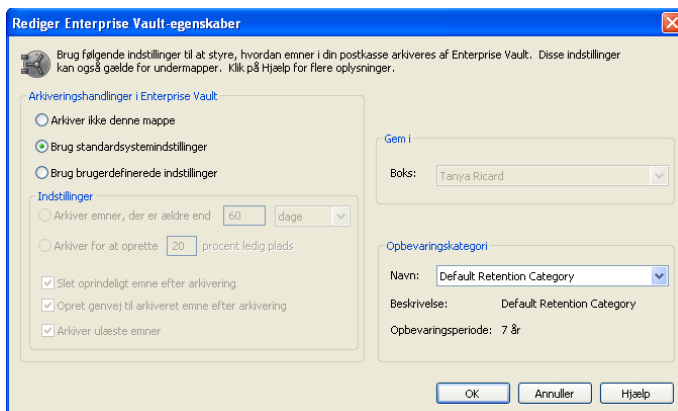 Rediger Enterprise Vault-egenskaber
Brug følgende indstillinger til at styre, hvordan emner i din postkasse arkiveres af Enterprise Vault. Disse indstillinger
kan også gælde for undermapper. Klik på Hjælp for flere oplysninger.
Arkiveringshandlinger i Enterprise Vault
Arkiver ikke denne mappe
Brug standardsystemindstillinger
Brug brugerdefinerede indstillinger
Indstillinger
Arkiver emner, der er ældre end 60 dage
Arkiver for at oprette 20 procent ledig plads
Slet oprindeligt emne efter arkivering
Opret genvej til arkiveret emne efter arkivering
Arkiver ulæste emner
Gem i
Boks: Tanya Ricard
Opbevaringskategori
Navn: Default Retention Category
Beskrivelse: Default Retention Category
Opbevaringsperiode: 7 år
OK Annuller Hjælp